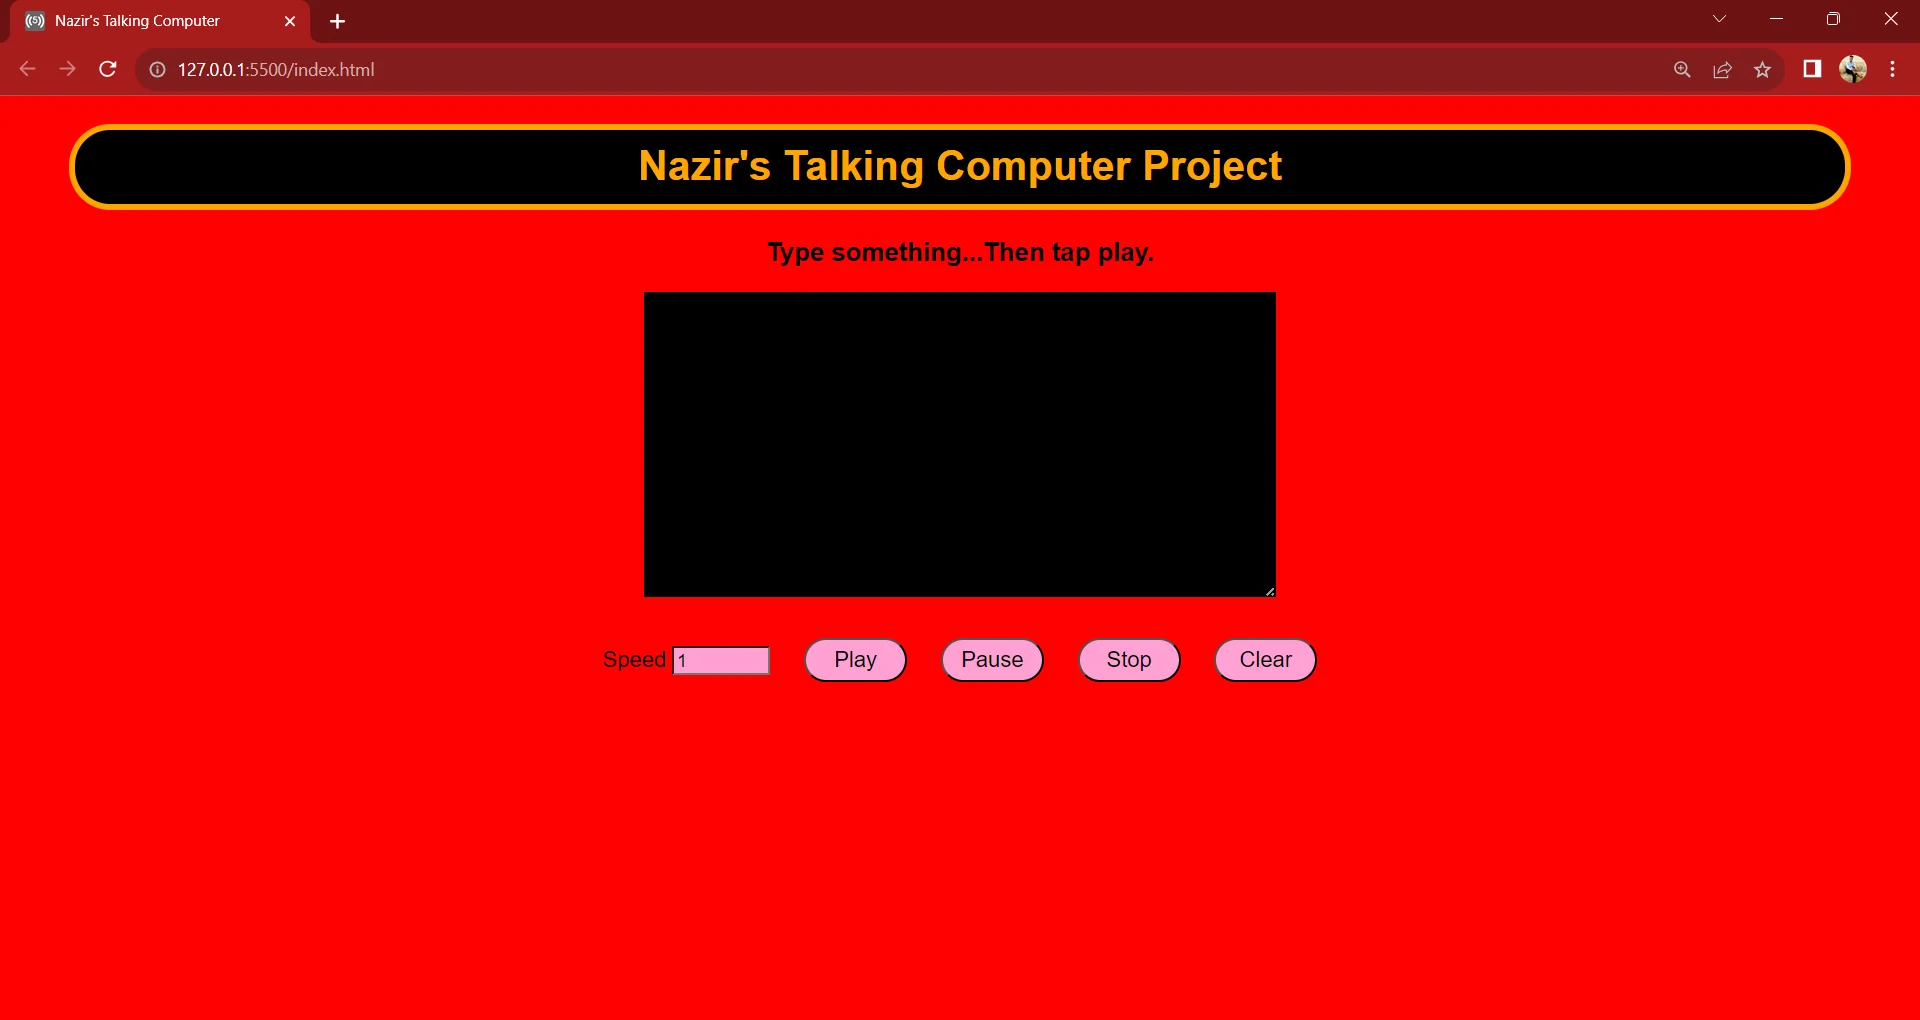 Nazir's Talking Computer
127.0.0.1:5500/index.html
Nazir's Talking Computer Project
Type something...Then tap play.
Speed 1 Play Pause Stop Clear